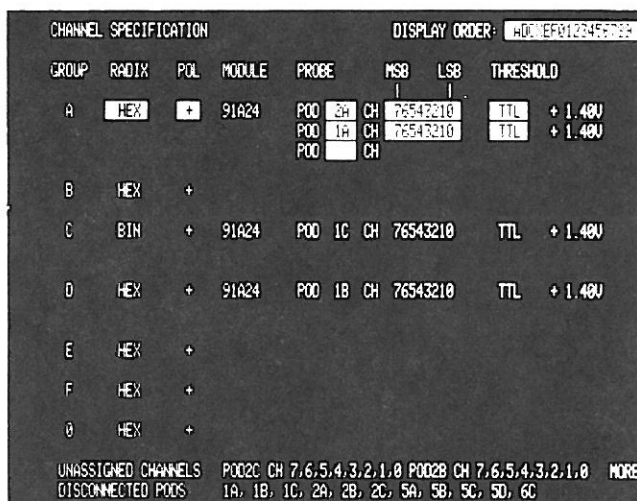 CHANNEL SPECIFICATION DISPLAY ORDER:
GROUP RADIX POL MODULE PROBE MSB LSB THRESHOLD
A HEX + 91A24 POD 2A CH 76543210 TTL + 1.40V
POD 1A CH 76543210 TTL + 1.40V
POD CH
B HEX +
C BIN + 91A24 POD 1C CH 76543210 TTL + 1.40V
D HEX + 91A24 POD 1B CH 76543210 TTL + 1.40V
E HEX +
F HEX +
0 HEX +
UNASSIGNED CHANNELS POD2C CH 7,6,5,4,3,2,1,0 POD2B CH 7,6,5,4,3,2,1,0 MORE
DISCONNECTED PODS 1A, 1B, 1C, 2A, 2B, 2C, 5A, 5B, 5C, 5D, 6C